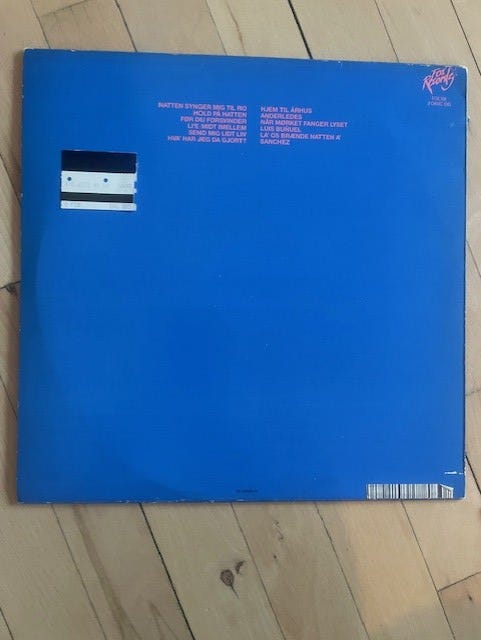 Fox
Records
NATTEN SYNGER MIG TIL RO
HOLD PÅ HATTEN
FØR DU FORSVINDER
LI'E MIDT IMELLEM
SEND MIG LIDT LIV
HVA' HAR JEG DA GJORT?
HJEM TIL ÅRHUS
ANDERLEDES
NÅR MØRKET FANGER LYSET
LUIS BUÑUEL
LA' OS BRÆNDE NATTEN A'
SANCHEZ